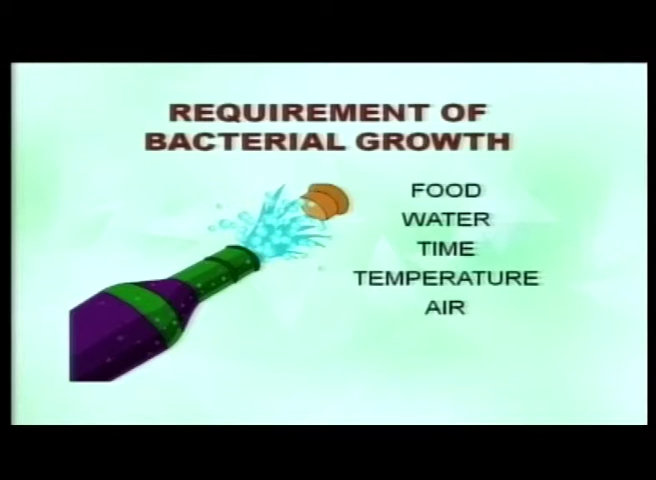 REQUIREMENT OF
BACTERIAL GROWTH
FOOD
WATER
TIME
TEMPERATURE
AIR